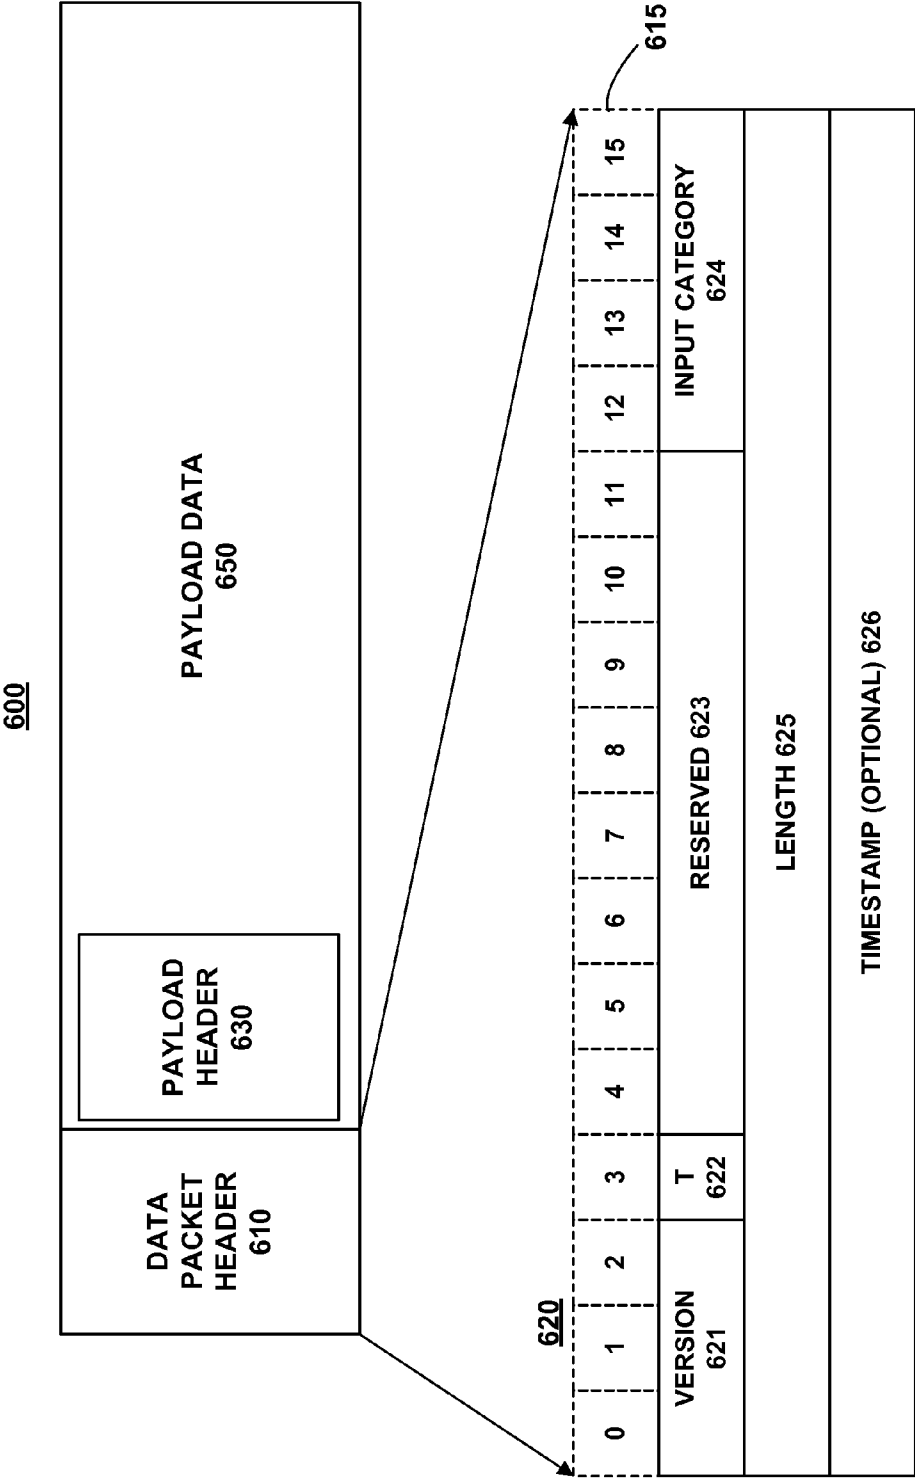 600
DATA
PACKET
HEADER
610
PAYLOAD
HEADER
630
PAYLOAD DATA
650
620
615
0 1 2 3 4 5 6 7 8 9 10 11 12 13 14 15
VERSION
621
T
622
RESERVED 623
INPUT CATEGORY
624
LENGTH 625
TIMESTAMP (OPTIONAL) 626